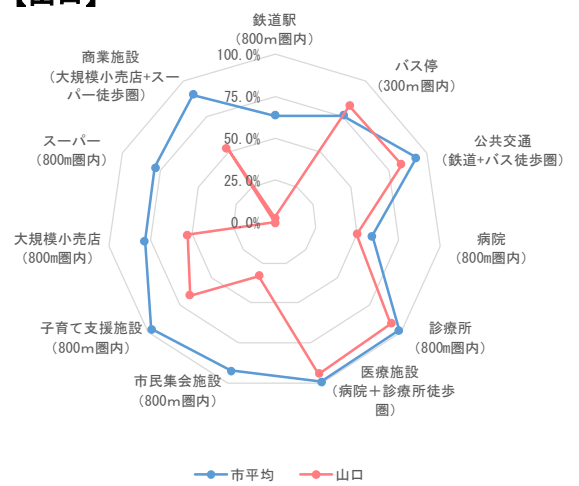 【山口】
鉄道駅
（800ｍ圏内）
100.0%
75.0%
50.0%
25.0%
0.0%
バス停
（300ｍ圏内）
公共交通
（鉄道+バス徒歩圏）
病院
（800m圏内）
診療所
（800m圏内）
医療施設
（病院＋診療所徒歩
圏）
市民集会施設
（800ｍ圏内）
子育て支援施設
（800ｍ圏内）
大規模小売店
（800m圏内）
スーパー
（800m圏内）
商業施設
（大規模小売店+スー
パー徒歩圏）
市平均
山口